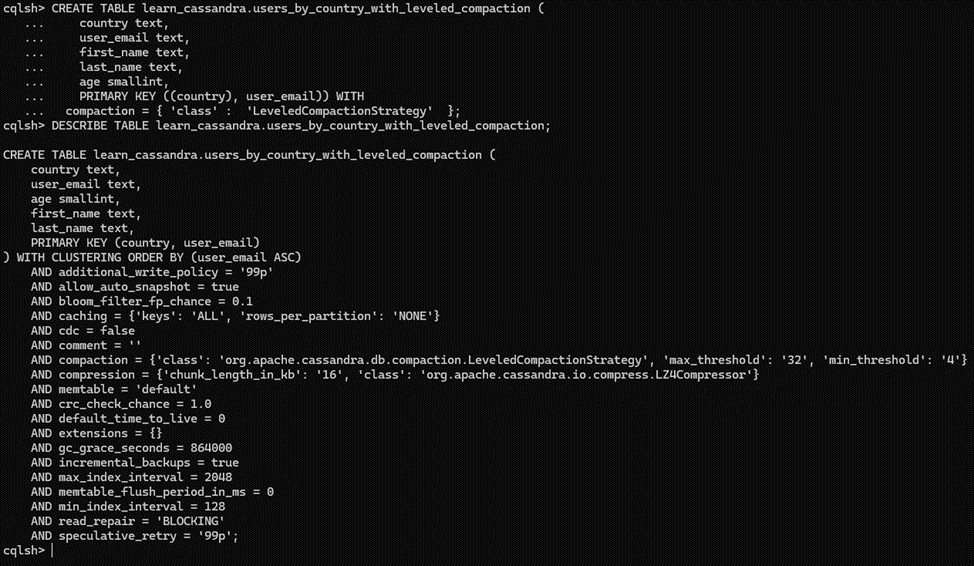 cqlsh> CREATE TABLE learn_cassandra.users_by_country_with_leveled_compaction (
   ...     country text,
   ...     user_email text,
   ...     first_name text,
   ...     last_name text,
   ...     age smallint,
   ...     PRIMARY KEY ((country), user_email)) WITH
   ...   compaction = { 'class' :  'LeveledCompactionStrategy'  };
cqlsh> DESCRIBE TABLE learn_cassandra.users_by_country_with_leveled_compaction;

CREATE TABLE learn_cassandra.users_by_country_with_leveled_compaction (
    country text,
    user_email text,
    age smallint,
    first_name text,
    last_name text,
    PRIMARY KEY (country, user_email)
) WITH CLUSTERING ORDER BY (user_email ASC)
    AND additional_write_policy = '99p'
    AND allow_auto_snapshot = true
    AND bloom_filter_fp_chance = 0.1
    AND caching = {'keys': 'ALL', 'rows_per_partition': 'NONE'}
    AND cdc = false
    AND comment = ''
    AND compaction = {'class': 'org.apache.cassandra.db.compaction.LeveledCompactionStrategy', 'max_threshold': '32', 'min_threshold': '4'}
    AND compression = {'chunk_length_in_kb': '16', 'class': 'org.apache.cassandra.io.compress.LZ4Compressor'}
    AND memtable = 'default'
    AND crc_check_chance = 1.0
    AND default_time_to_live = 0
    AND extensions = {}
    AND gc_grace_seconds = 864000
    AND incremental_backups = true
    AND max_index_interval = 2048
    AND memtable_flush_period_in_ms = 0
    AND min_index_interval = 128
    AND read_repair = 'BLOCKING'
    AND speculative_retry = '99p';
cqlsh>